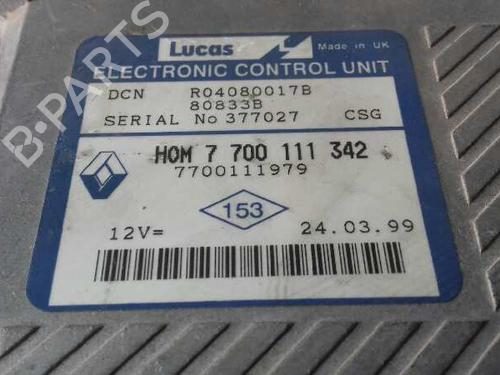 Lucas Made in UK
ELECTRONIC CONTROL UNIT
DCN R04080017B
80833B
SERIAL No 377027 CSG
HOM 7 700 111 342
7700111979
153
12V= 24.03.99
B-PARTS